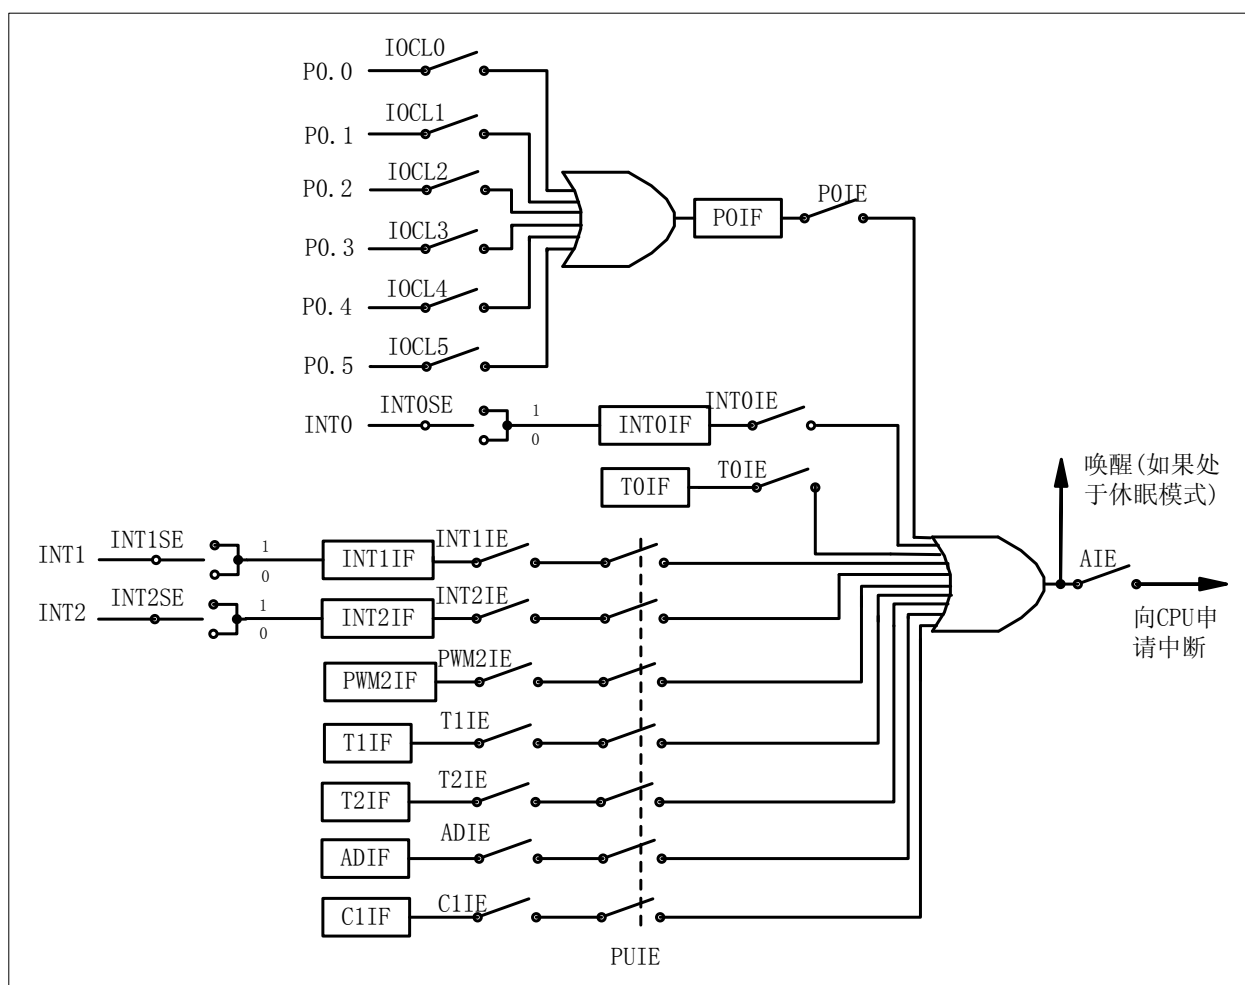 IOCL0
P0.0
IOCL1
P0.1
IOCL2
P0.2
P0IF
P0IE
IOCL3
P0.3
IOCL4
P0.4
IOCL5
P0.5
INT0
INT0SE
1
0
INT0IF
INT0IE
T0IF
T0IE
唤醒(如果处
于休眠模式)
INT1
INT1SE
1
0
INT1IF
INT1IE
AIE
INT2
INT2SE
1
0
INT2IF
INT2IE
向CPU申
请中断
PWM2IF
PWM2IE
T1IF
T1IE
T2IF
T2IE
ADIF
ADIE
C1IF
C1IE
PUIE